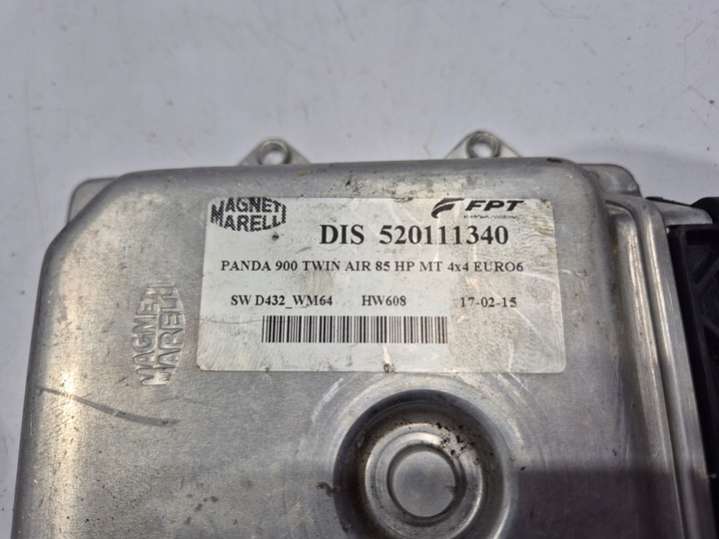 MAGNETI
MARELLI
FPT
DIS 520111340
PANDA 900 TWIN AIR 85 HP MT 4x4 EURO6
SW D432_WM64 HW608 17-02-15
MAGNETI
MARELLI